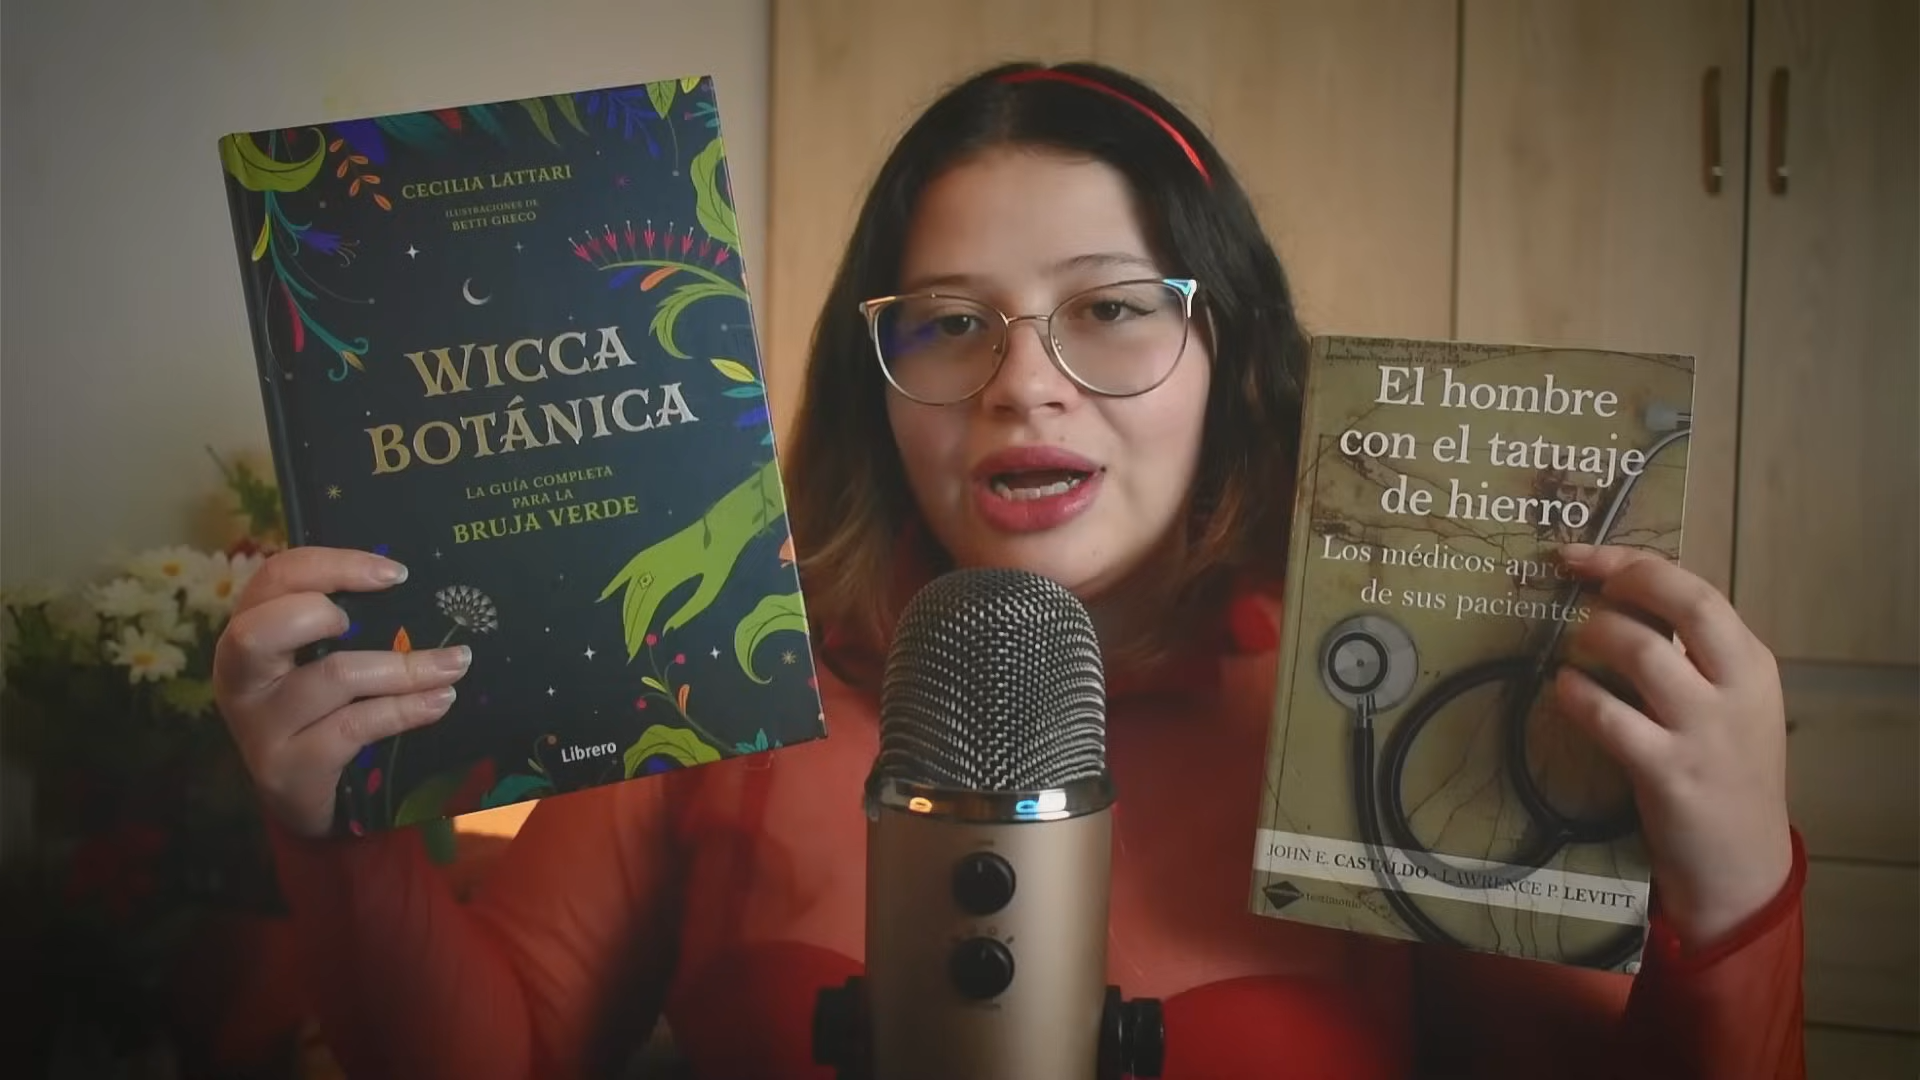 CECILIA LATTARI
ILUSTRACIONES DE
BETTI GRECO
WICCA
BOTÁNICA
LA GUÍA COMPLETA
PARA LA
BRUJA VERDE
Librero
El hombre
con el tatuaje
de hierro
Los médicos
de sus pacientes
JOHN E. CASTALDO · LAWRENCE P. LEVITT
testimonio